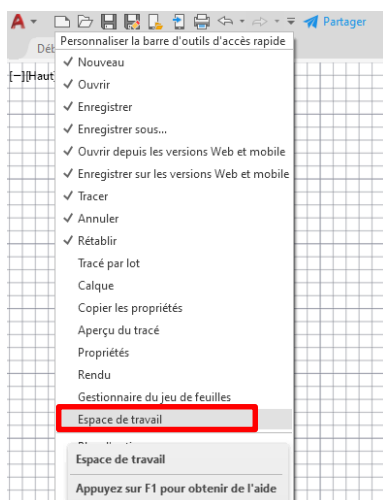 A Partager
Déb
Personnaliser la barre d'outils d'accès rapide
[−][Haut]
✓ Nouveau
✓ Ouvrir
✓ Enregistrer
✓ Enregistrer sous...
✓ Ouvrir depuis les versions Web et mobile
✓ Enregistrer sur les versions Web et mobile
✓ Tracer
✓ Annuler
✓ Rétablir
Tracé par lot
Calque
Copier les propriétés
Aperçu du tracé
Propriétés
Rendu
Gestionnaire du jeu de feuilles
Espace de travail
Espace de travail
Appuyez sur F1 pour obtenir de l'aide